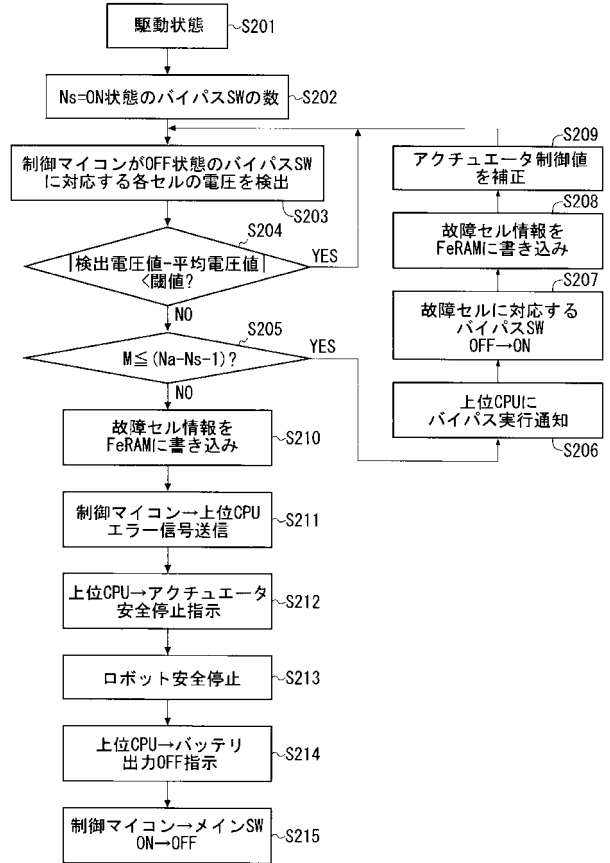 駆動状態
S201
Ns=ON状態のバイパスSWの数
S202
制御マイコンがOFF状態のバイパスSW
に対応する各セルの電圧を検出
S203
|検出電圧値-平均電圧値|
<閾値?
S204
YES
NO
M≦(Na-Ns-1)?
S205
YES
NO
上位CPUに
バイパス実行通知
S206
故障セルに対応する
バイパスSW
OFF→ON
S207
故障セル情報を
FeRAMに書き込み
S208
アクチュエータ制御値
を補正
S209
故障セル情報を
FeRAMに書き込み
S210
制御マイコン→上位CPU
エラー信号送信
S211
上位CPU→アクチュエータ
安全停止指示
S212
ロボット安全停止
S213
上位CPU→バッテリ
出力OFF指示
S214
制御マイコン→メインSW
ON→OFF
S215